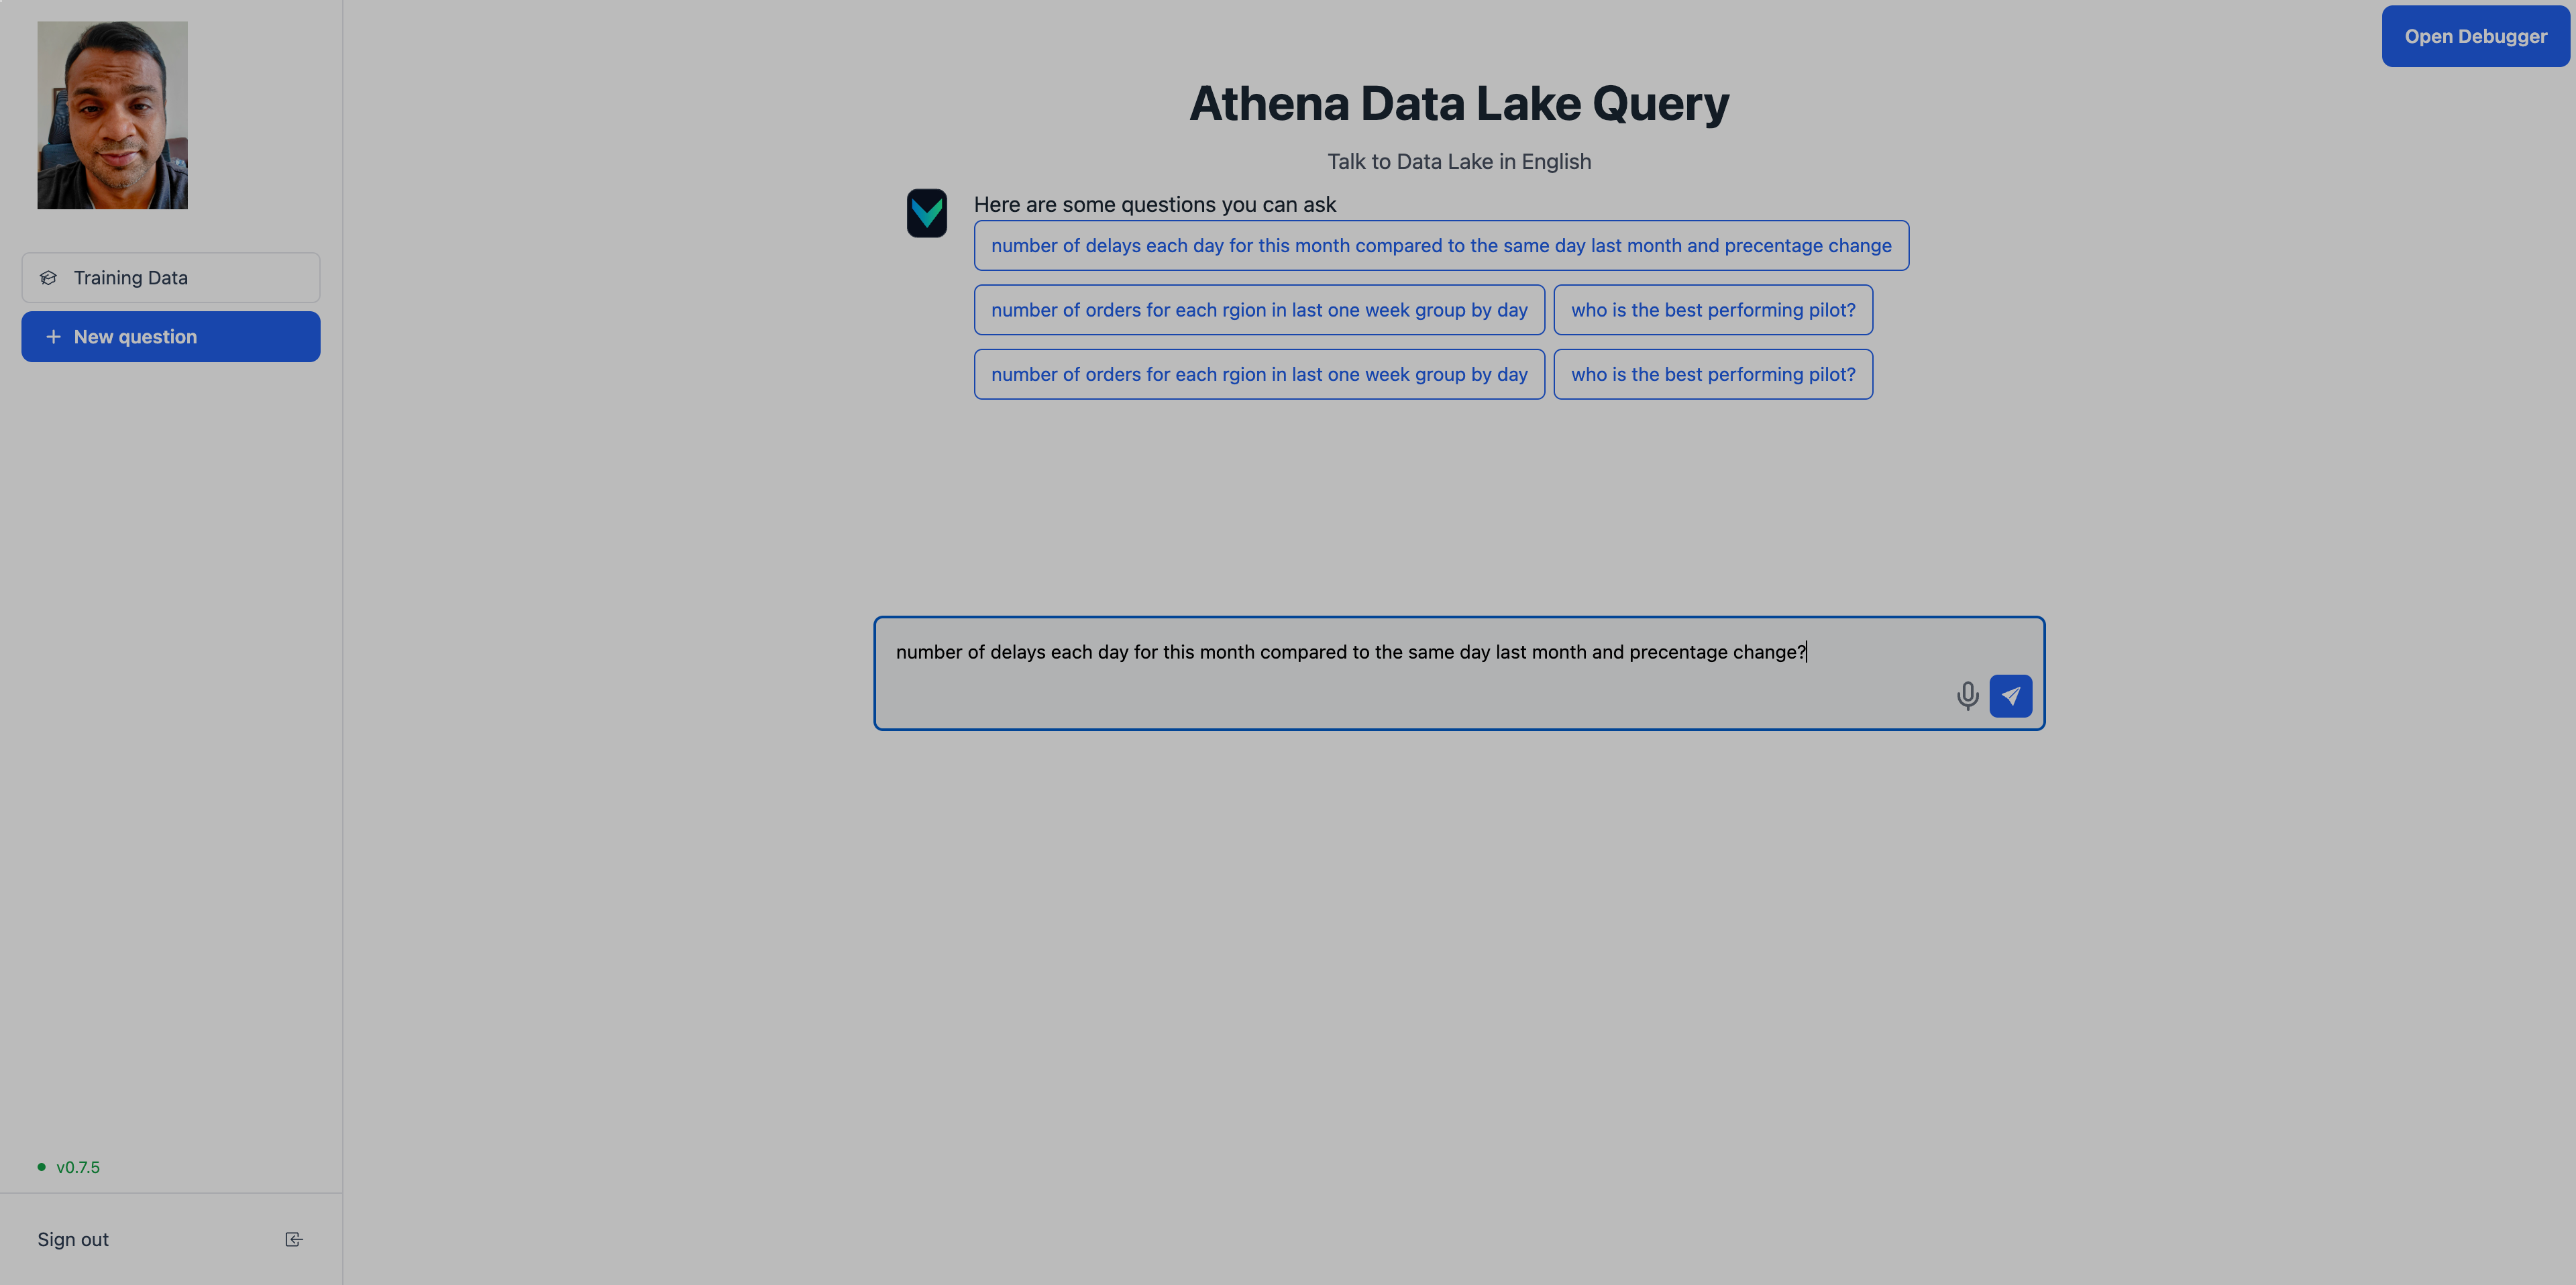 Open Debugger
Athena Data Lake Query
Talk to Data Lake in English
Here are some questions you can ask
number of delays each day for this month compared to the same day last month and precentage change
Training Data
number of orders for each rgion in last one week group by day
who is the best performing pilot?
New question
number of orders for each rgion in last one week group by day
who is the best performing pilot?
number of delays each day for this month compared to the same day last month and precentage change?
v0.7.5
Sign out